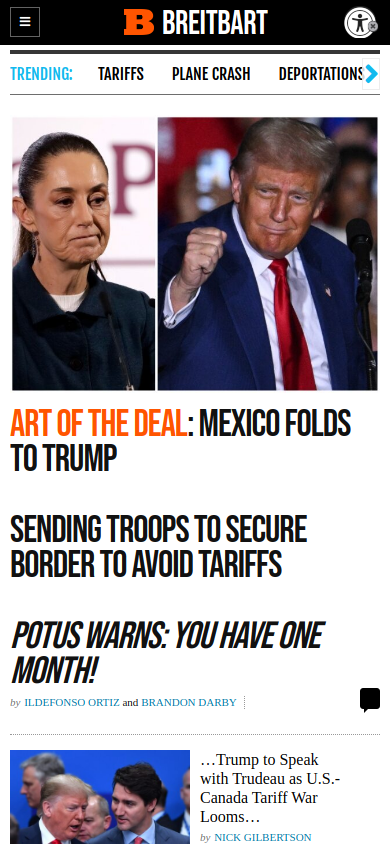 B BREITBART
TRENDING: TARIFFS PLANE CRASH DEPORTATIONS
P
ART OF THE DEAL: MEXICO FOLDS
TO TRUMP
SENDING TROOPS TO SECURE
BORDER TO AVOID TARIFFS
POTUS WARNS: YOU HAVE ONE
MONTH!
by ILDEFONSO ORTIZ and BRANDON DARBY
…Trump to Speak
with Trudeau as U.S.-
Canada Tariff War
Looms…
by NICK GILBERTSON